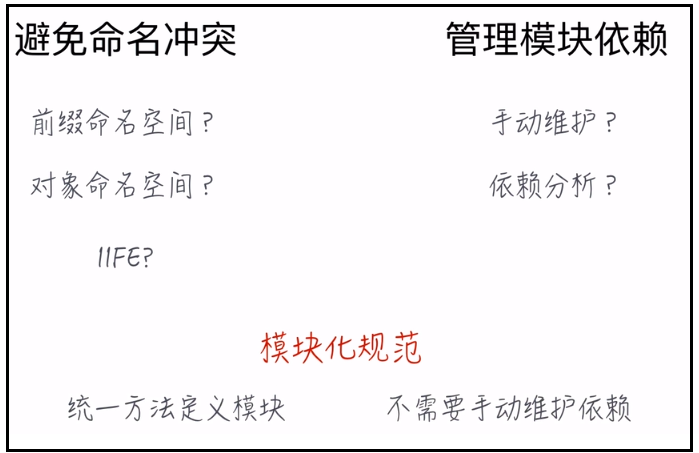 避免命名冲突
管理模块依赖
前缀命名空间？
手动维护？
对象命名空间？
依赖分析？
IIFE?
模块化规范
统一方法定义模块
不需要手动维护依赖